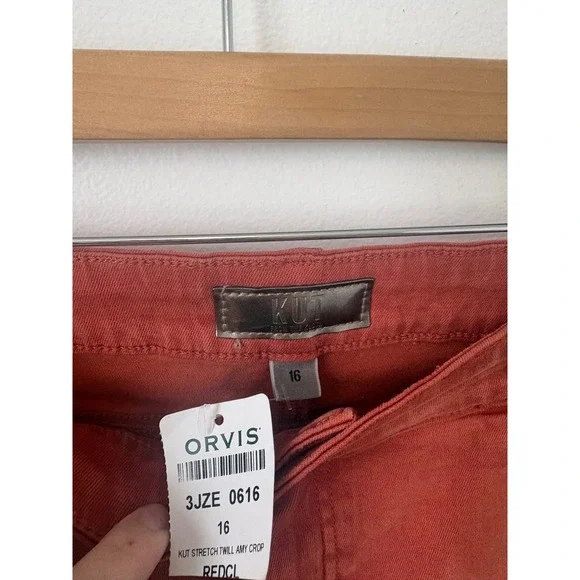 KUT
16
ORVIS
3JZE 0616
16
KUT STRETCH TWILL AMY CROP
REDCL